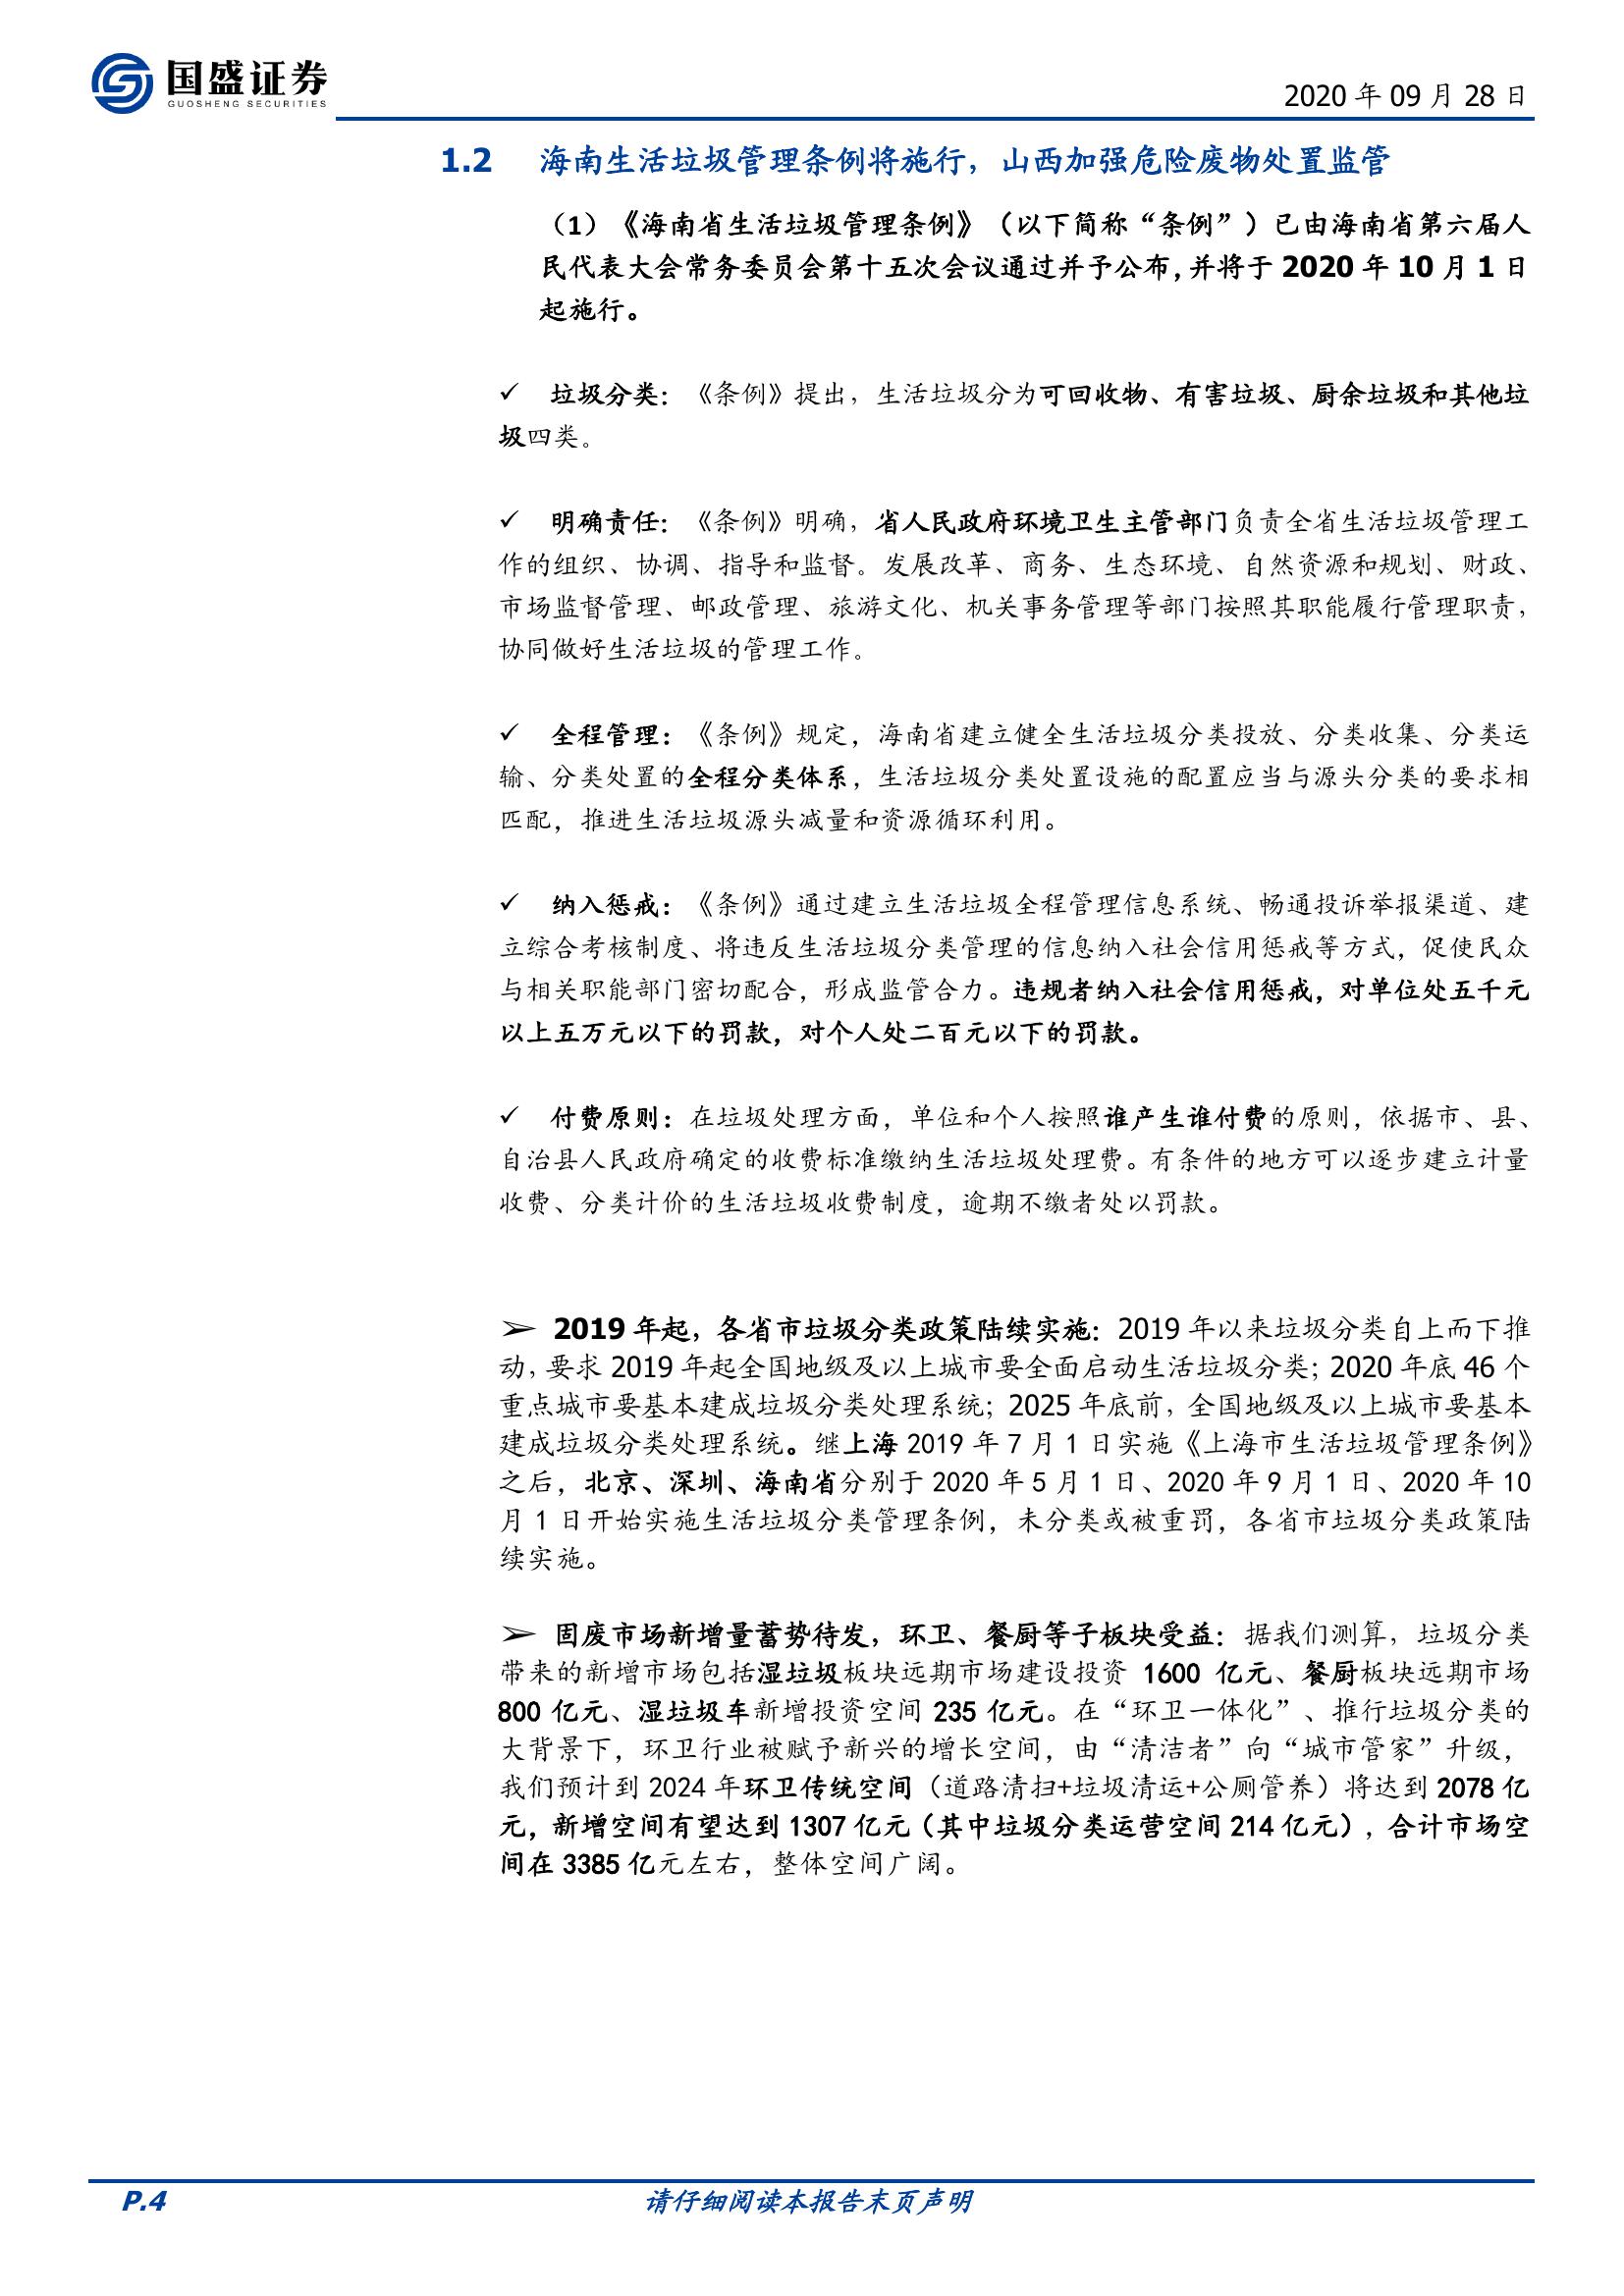 国盛证券
GUOSHENG SECURITIES
2020 年 09 月 28 日
1.2 海南生活垃圾管理条例将施行，山西加强危险废物处置监管
（1）《海南省生活垃圾管理条例》（以下简称“条例”）已由海南省第六届人
民代表大会常务委员会第十五次会议通过并予公布，并将于 2020 年 10 月 1 日
起施行。
✓ 垃圾分类：《条例》提出，生活垃圾分为可回收物、有害垃圾、厨余垃圾和其他垃
圾四类。
✓ 明确责任：《条例》明确，省人民政府环境卫生主管部门负责全省生活垃圾管理工
作的组织、协调、指导和监督。发展改革、商务、生态环境、自然资源和规划、财政、
市场监督管理、邮政管理、旅游文化、机关事务管理等部门按照其职能履行管理职责，
协同做好生活垃圾的管理工作。
✓ 全程管理：《条例》规定，海南省建立健全生活垃圾分类投放、分类收集、分类运
输、分类处置的全程分类体系，生活垃圾分类处置设施的配置应当与源头分类的要求相
匹配，推进生活垃圾源头减量和资源循环利用。
✓ 纳入惩戒：《条例》通过建立生活垃圾全程管理信息系统、畅通投诉举报渠道、建
立综合考核制度、将违反生活垃圾分类管理的信息纳入社会信用惩戒等方式，促使民众
与相关职能部门密切配合，形成监管合力。违规者纳入社会信用惩戒，对单位处五千元
以上五万元以下的罚款，对个人处二百元以下的罚款。
✓ 付费原则：在垃圾处理方面，单位和个人按照谁产生谁付费的原则，依据市、县、
自治县人民政府确定的收费标准缴纳生活垃圾处理费。有条件的地方可以逐步建立计量
收费、分类计价的生活垃圾收费制度，逾期不缴者处以罚款。
➢ 2019 年起，各省市垃圾分类政策陆续实施：2019 年以来垃圾分类自上而下推
动，要求 2019 年起全国地级及以上城市要全面启动生活垃圾分类；2020 年底 46 个
重点城市要基本建成垃圾分类处理系统；2025 年底前，全国地级及以上城市要基本
建成垃圾分类处理系统。继上海 2019 年 7 月 1 日实施《上海市生活垃圾管理条例》
之后，北京、深圳、海南省分别于 2020 年 5 月 1 日、2020 年 9 月 1 日、2020 年 10
月 1 日开始实施生活垃圾分类管理条例，未分类或被重罚，各省市垃圾分类政策陆
续实施。
➢ 固废市场新增量蓄势待发，环卫、餐厨等子板块受益：据我们测算，垃圾分类
带来的新增市场包括湿垃圾板块远期市场建设投资 1600 亿元、餐厨板块远期市场
800 亿元、湿垃圾车新增投资空间 235 亿元。在“环卫一体化”、推行垃圾分类的
大背景下，环卫行业被赋予新兴的增长空间，由“清洁者”向“城市管家”升级，
我们预计到 2024 年环卫传统空间（道路清扫+垃圾清运+公厕管养）将达到 2078 亿
元，新增空间有望达到 1307 亿元（其中垃圾分类运营空间 214 亿元），合计市场空
间在 3385 亿元左右，整体空间广阔。
P.4
请仔细阅读本报告末页声明